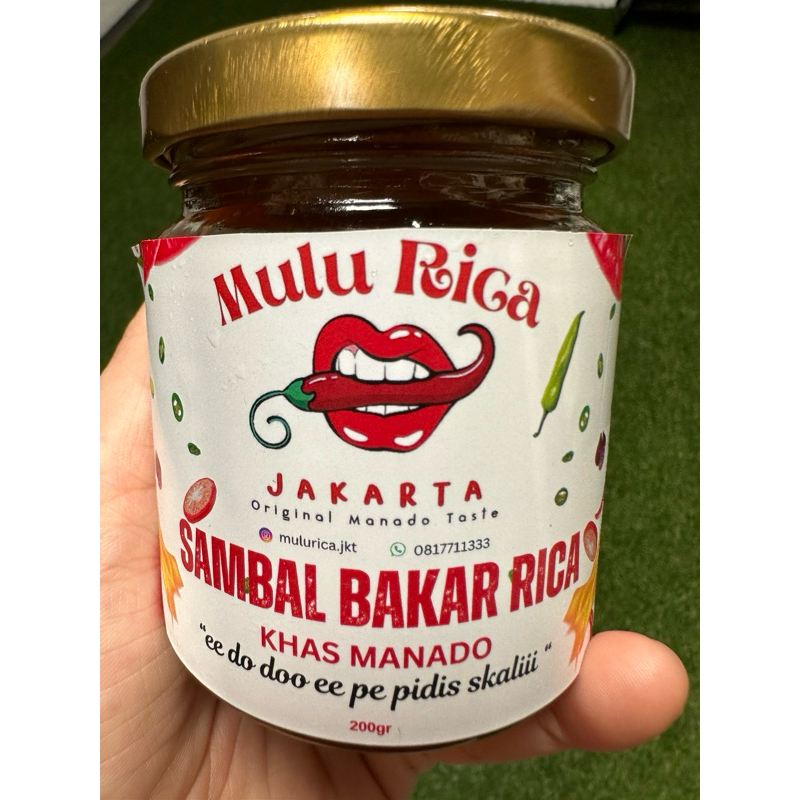 Mulu Rica
JAKARTA
Original Manado Taste
mulurica.jkt 0817711333
SAMBAL BAKAR RICA
KHAS MANADO
“ee do doo ee pe pidis skaliii “
200gr